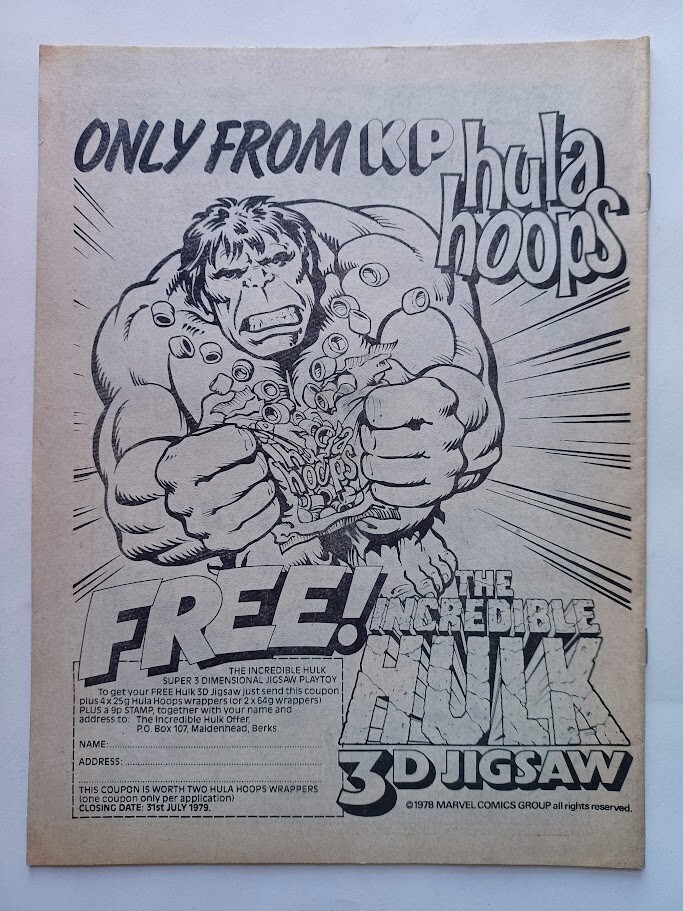 ONLY FROM KP hula
hoops
hoops
FREE!
THE
INCREDIBLE
HULK
3D JIGSAW
THE INCREDIBLE HULK
SUPER 3 DIMENSIONAL JIGSAW PLAYTOY
To get your FREE Hulk 3D Jigsaw just send this coupon
plus 4 x 25g Hula Hoops wrappers (or 2 x 64g wrappers)
PLUS a 9p STAMP, together with your name and
address to: The Incredible Hulk Offer,
P.O. Box 107, Maidenhead, Berks.
NAME:
ADDRESS:
THIS COUPON IS WORTH TWO HULA HOOPS WRAPPERS
(one coupon only per application)
CLOSING DATE: 31st JULY 1979.
©1978 MARVEL COMICS GROUP all rights reserved.